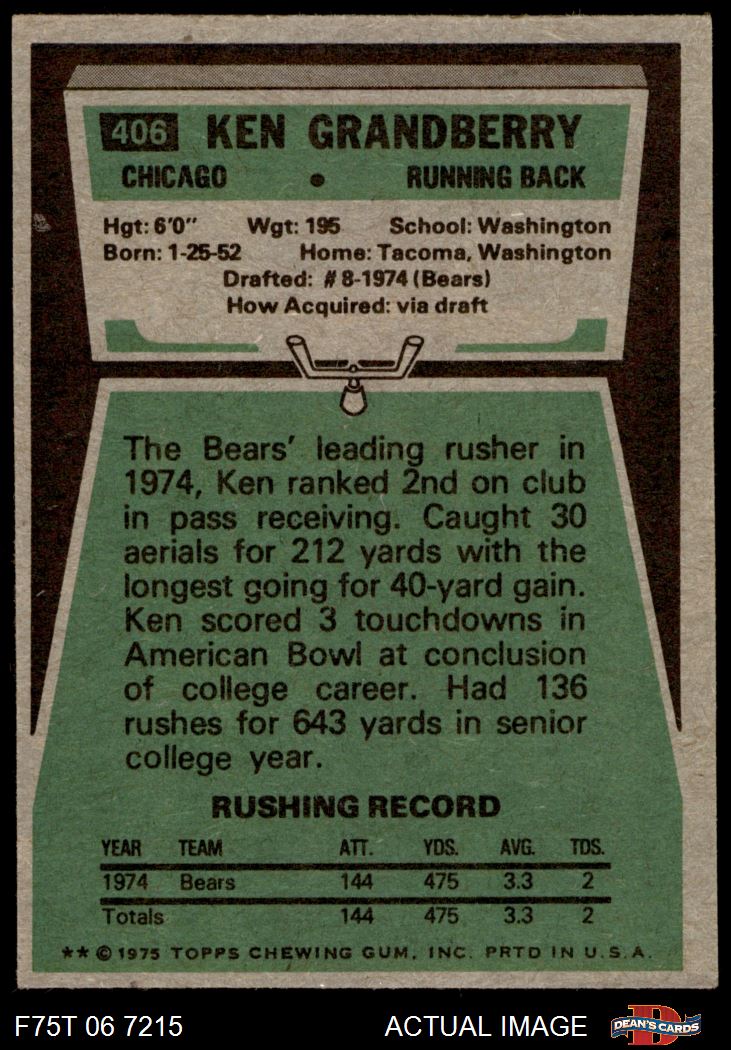 406 KEN GRANDBERRY
CHICAGO • RUNNING BACK
Hgt: 6'0" Wgt: 195 School: Washington
Born: 1-25-52 Home: Tacoma, Washington
Drafted: #8-1974 (Bears)
How Acquired: via draft
The Bears' leading rusher in
1974, Ken ranked 2nd on club
in pass receiving. Caught 30
aerials for 212 yards with the
longest going for 40-yard gain.
Ken scored 3 touchdowns in
American Bowl at conclusion
of college career. Had 136
rushes for 643 yards in senior
college year.
RUSHING RECORD
YEAR TEAM ATT. YDS. AVG. TDS.
1974 Bears 144 475 3.3 2
Totals 144 475 3.3 2
** © 1975 TOPPS CHEWING GUM, INC. PRTD IN U.S.A.
F75T 06 7215 ACTUAL IMAGE D DEAN'S CARDS